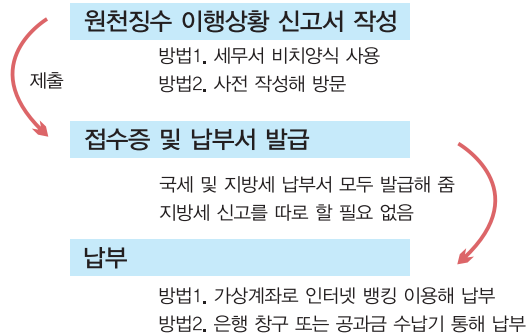 원천징수 이행상황 신고서 작성
방법1. 세무서 비치양식 사용
방법2. 사전 작성해 방문
제출
접수증 및 납부서 발급
국세 및 지방세 납부서 모두 발급해 줌
지방세 신고를 따로 할 필요 없음
납부
방법1. 가상계좌로 인터넷 뱅킹 이용해 납부
방법2. 은행 창구 또는 공과금 수납기 통해 납부